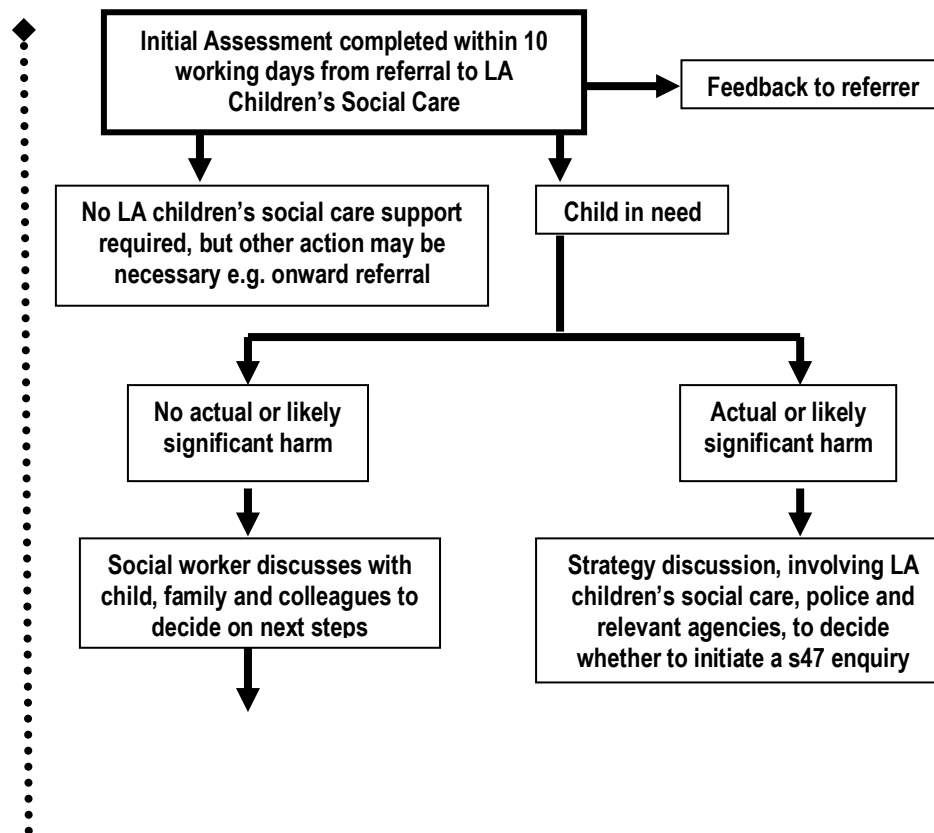 Initial Assessment completed within 10
working days from referral to LA
Children's Social Care
Feedback to referrer
No LA children's social care support
required, but other action may be
necessary e.g. onward referral
Child in need
No actual or likely
significant harm
Actual or likely
significant harm
Social worker discusses with
child, family and colleagues to
decide on next steps
Strategy discussion, involving LA
children's social care, police and
relevant agencies, to decide
whether to initiate a s47 enquiry